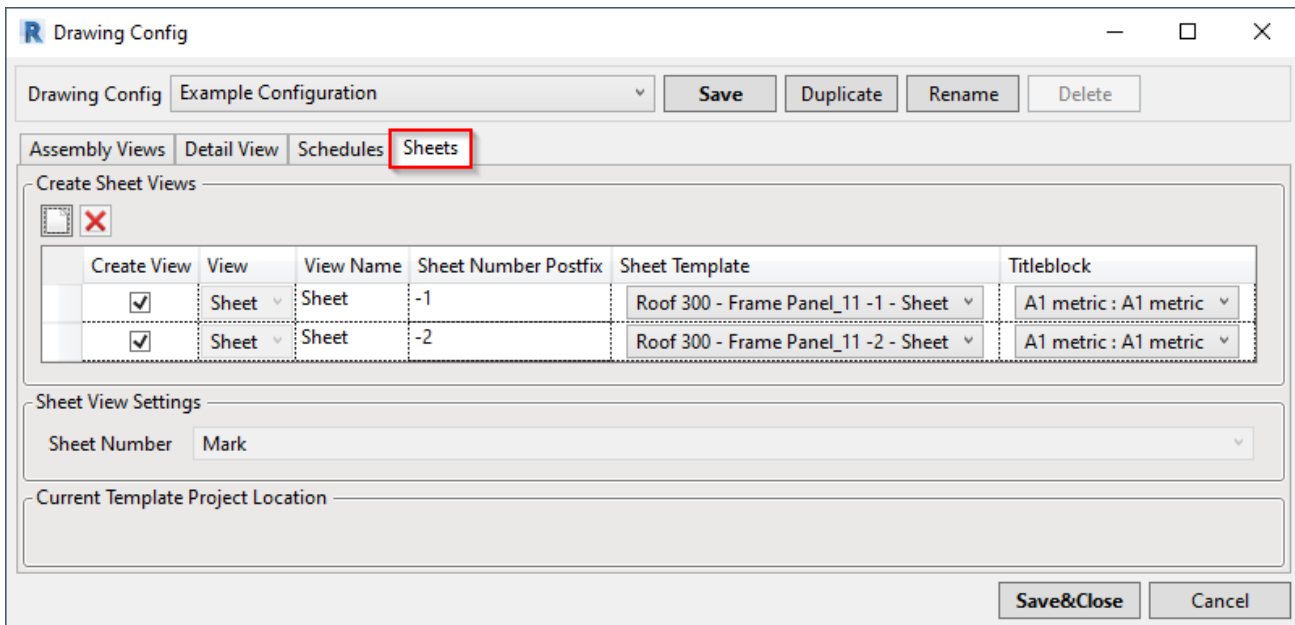 R Drawing Config
Drawing Config Example Configuration Save Duplicate Rename Delete
Assembly Views Detail View Schedules Sheets
Create Sheet Views
Create View View View Name Sheet Number Postfix Sheet Template Titleblock
Sheet Sheet -1 Roof 300 - Frame Panel_11 -1 - Sheet A1 metric : A1 metric
Sheet Sheet -2 Roof 300 - Frame Panel_11 -2 - Sheet A1 metric : A1 metric
Sheet View Settings
Sheet Number Mark
Current Template Project Location
Save&Close Cancel